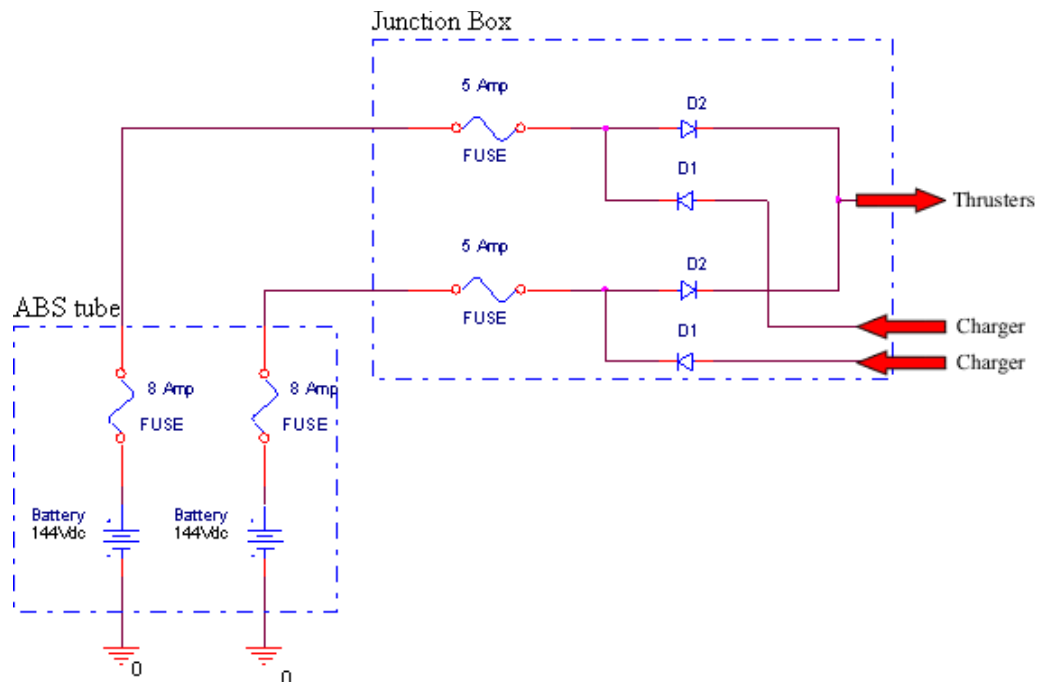 Junction Box
5 Amp
FUSE
D2
D1
Thrusters
5 Amp
FUSE
D2
D1
Charger
Charger
ABS tube
8 Amp
FUSE
8 Amp
FUSE
Battery
144Vdc
Battery
144Vdc
0
0